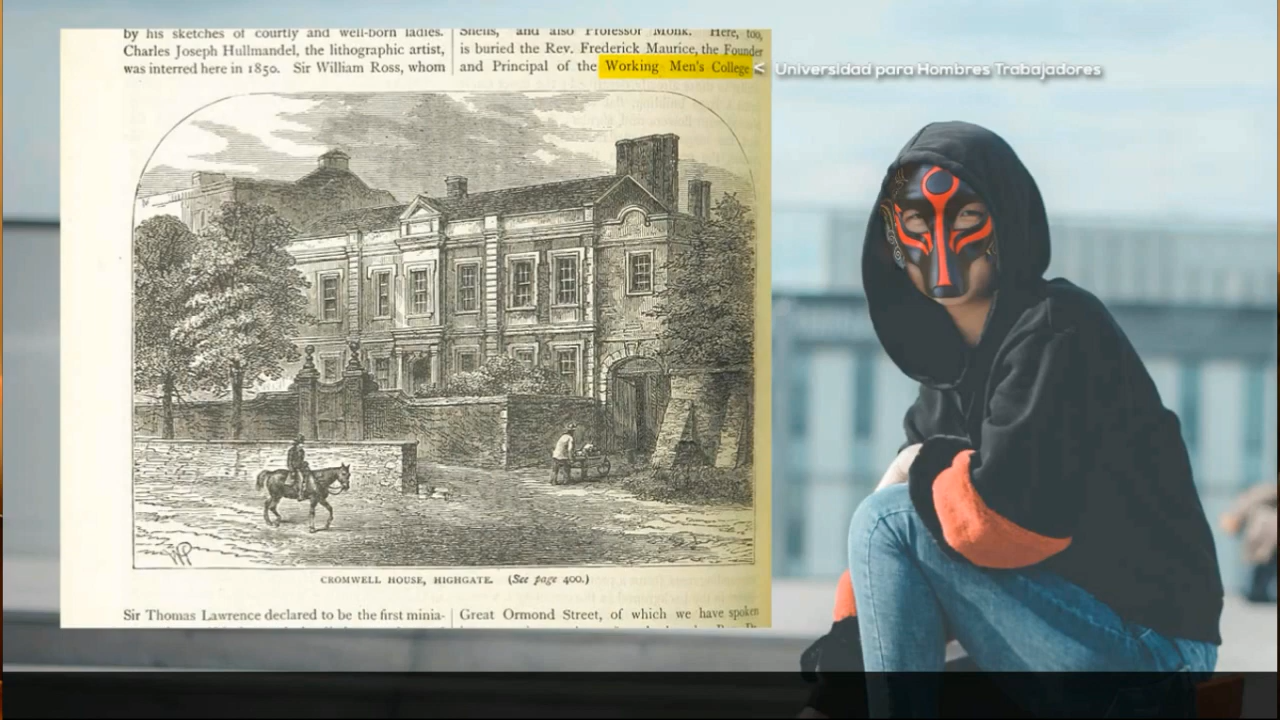 by his sketches of courtly and well-born ladies.
Charles Joseph Hullmandel, the lithographic artist,
was interred here in 1850. Sir William Ross, whom
and also Professor Monk. Here, too,
is buried the Rev. Frederick Maurice, the Founder
and Principal of the Working Men's College
< Universidad para Hombres Trabajadores
CROMWELL HOUSE, HIGHGATE. (See page 400.)
Sir Thomas Lawrence declared to be the first minia-
Great Ormond Street, of which we have spoken